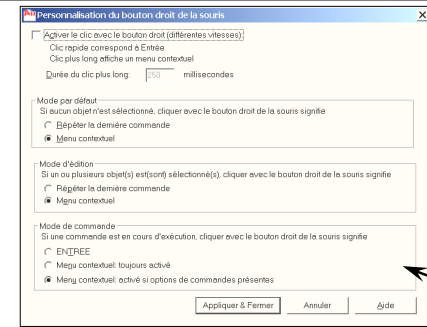 Personnalisation du bouton droit de la souris
Activer le clic avec le bouton droit (différentes vitesses):
Clic rapide correspond à Entrée
Clic plus long affiche un menu contextuel
Durée du clic plus long: 250 millisecondes
Mode par défaut
Si aucun objet n'est sélectionné, cliquer avec le bouton droit de la souris signifie
Répéter la dernière commande
Menu contextuel
Mode d'édition
Si un ou plusieurs objet(s) est(sont) sélectionné(s), cliquer avec le bouton droit de la souris signifie
Répéter la dernière commande
Menu contextuel
Mode de commande
Si une commande est en cours d'exécution, cliquer avec le bouton droit de la souris signifie
ENTREE
Menu contextuel: toujours activé
Menu contextuel: activé si options de commandes présentes
Appliquer & Fermer Annuler Aide